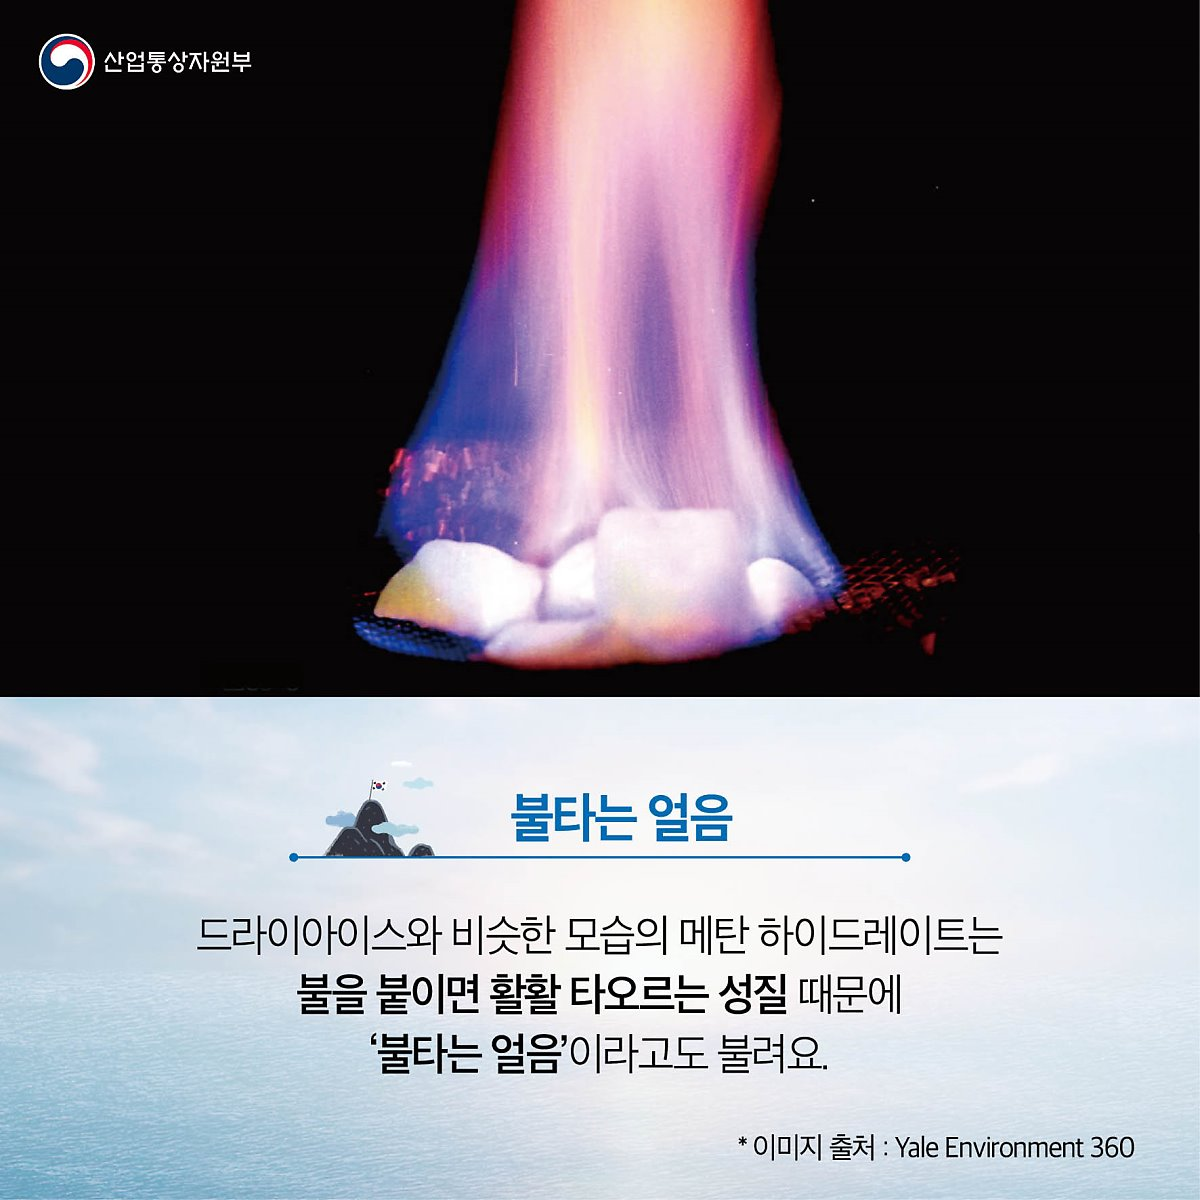 산업통상자원부
불타는 얼음
드라이아이스와 비슷한 모습의 메탄 하이드레이트는
불을 붙이면 활활 타오르는 성질 때문에
‘불타는 얼음’이라고도 불려요.
* 이미지 출처 : Yale Environment 360